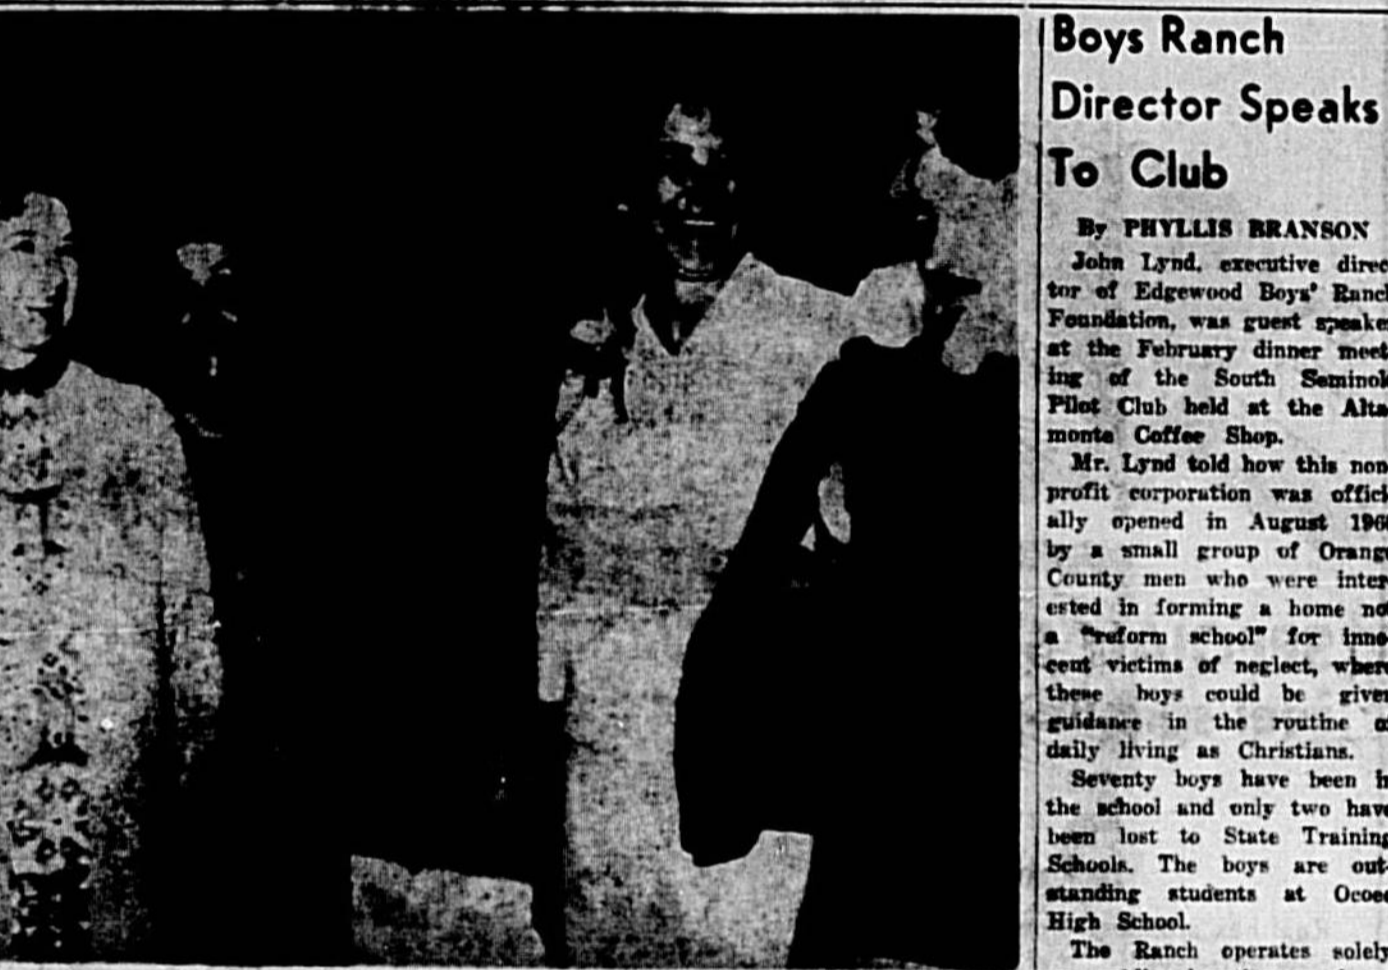 Boys Ranch
Director Speaks
To Club
By PHYLLIS BRANSON
John Lynd, executive direc
tor of Edgewood Boys' Ranch
Foundation, was guest speake
at the February dinner meet
ing of the South Seminol
Pilot Club held at the Alta
monte Coffee Shop.
Mr. Lynd told how this non
profit corporation was offici
ally opened in August 196
by a small group of Orang
County men who were inter
ested in forming a home no
a "reform school" for inno
cent victims of neglect, wher
these boys could be give
guidance in the routine o
daily living as Christians.
Seventy boys have been i
the school and only two hav
been lost to State Training
Schools. The boys are out-
standing students at Ocoee
High School.
The Ranch operates solely